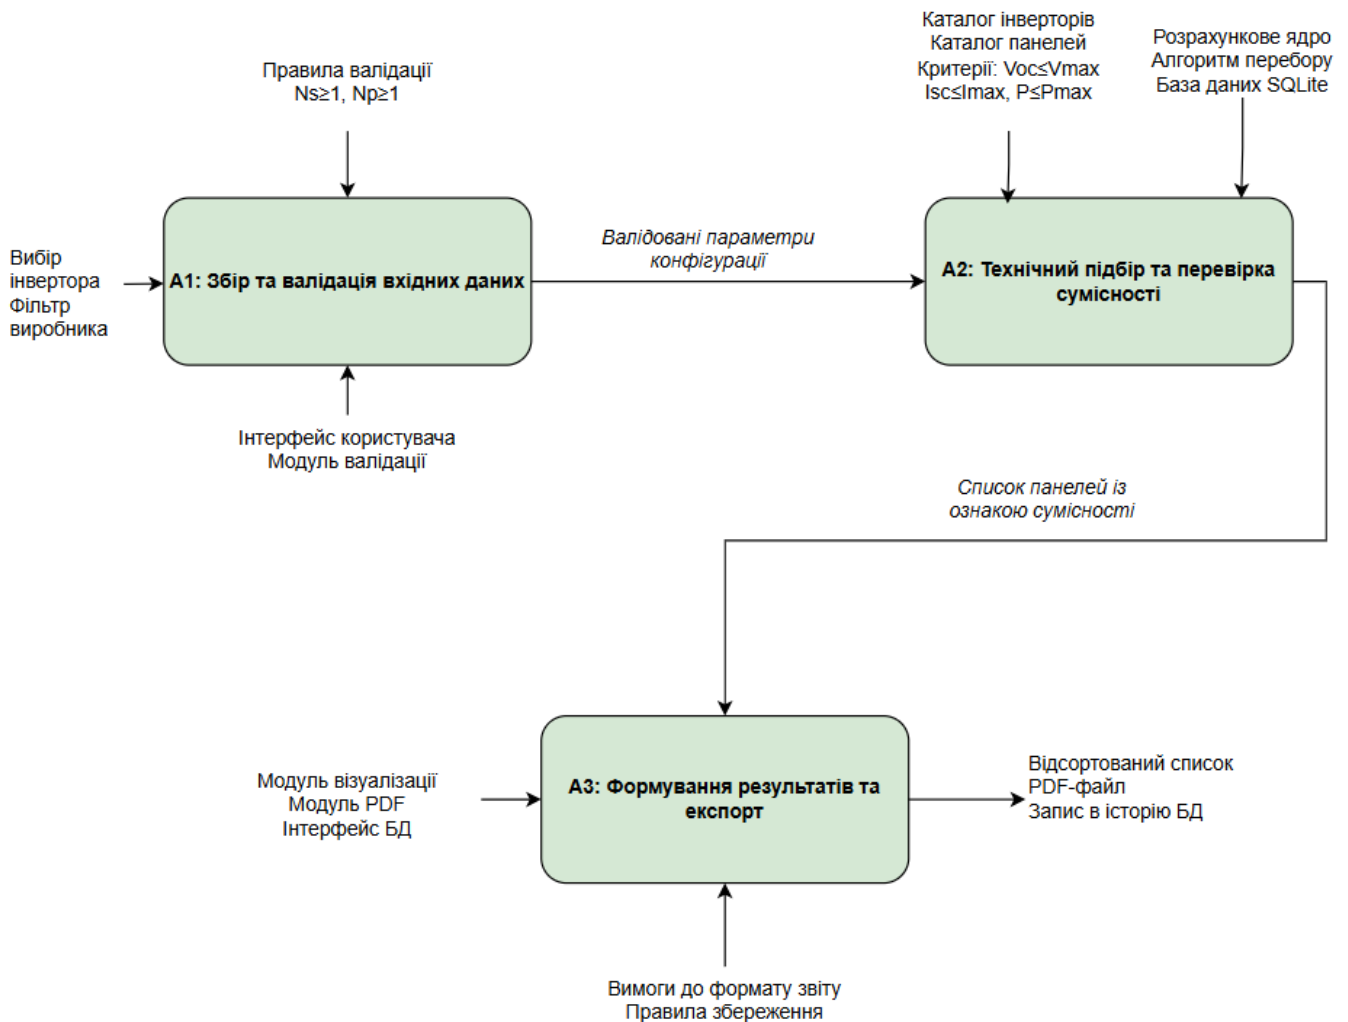 Каталог інверторів
Каталог панелей
Критерії: Voc≤Vmax
Isc≤Imax, P≤Pmax
Розрахункове ядро
Алгоритм перебору
База даних SQLite
Правила валідації
Ns≥1, Np≥1
Вибір
інвертора
Фільтр
виробника
A1: Збір та валідація вхідних даних
Валідовані параметри
конфігурації
A2: Технічний підбір та перевірка
сумісності
Інтерфейс користувача
Модуль валідації
Список панелей із
ознакою сумісності
Модуль візуалізації
Модуль PDF
Інтерфейс БД
A3: Формування результатів та
експорт
Відсортований список
PDF-файл
Запис в історію БД
Вимоги до формату звіту
Правила збереження